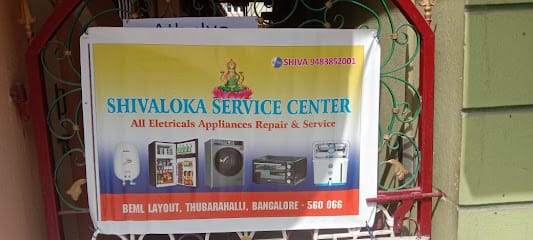 SHIVA 9483852001
SHIVALOKA SERVICE CENTER
All Eletricals Appliances Repair & Service
BEML LAYOUT, THUBARAHALLI, BANGALORE - 560 066